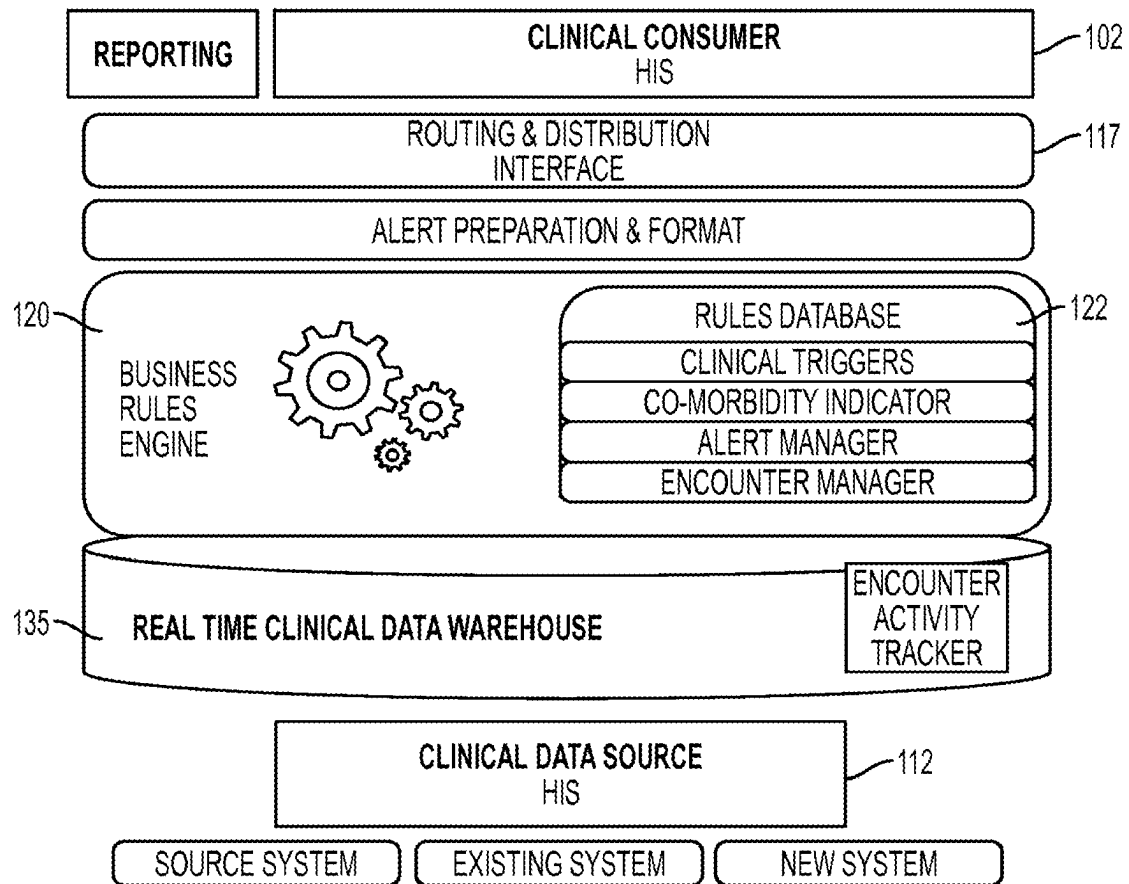 REPORTING
CLINICAL CONSUMER
HIS
102
ROUTING & DISTRIBUTION
INTERFACE
117
ALERT PREPARATION & FORMAT
120
BUSINESS
RULES
ENGINE
RULES DATABASE
122
CLINICAL TRIGGERS
CO-MORBIDITY INDICATOR
ALERT MANAGER
ENCOUNTER MANAGER
135
REAL TIME CLINICAL DATA WAREHOUSE
ENCOUNTER
ACTIVITY
TRACKER
CLINICAL DATA SOURCE
HIS
112
SOURCE SYSTEM
EXISTING SYSTEM
NEW SYSTEM